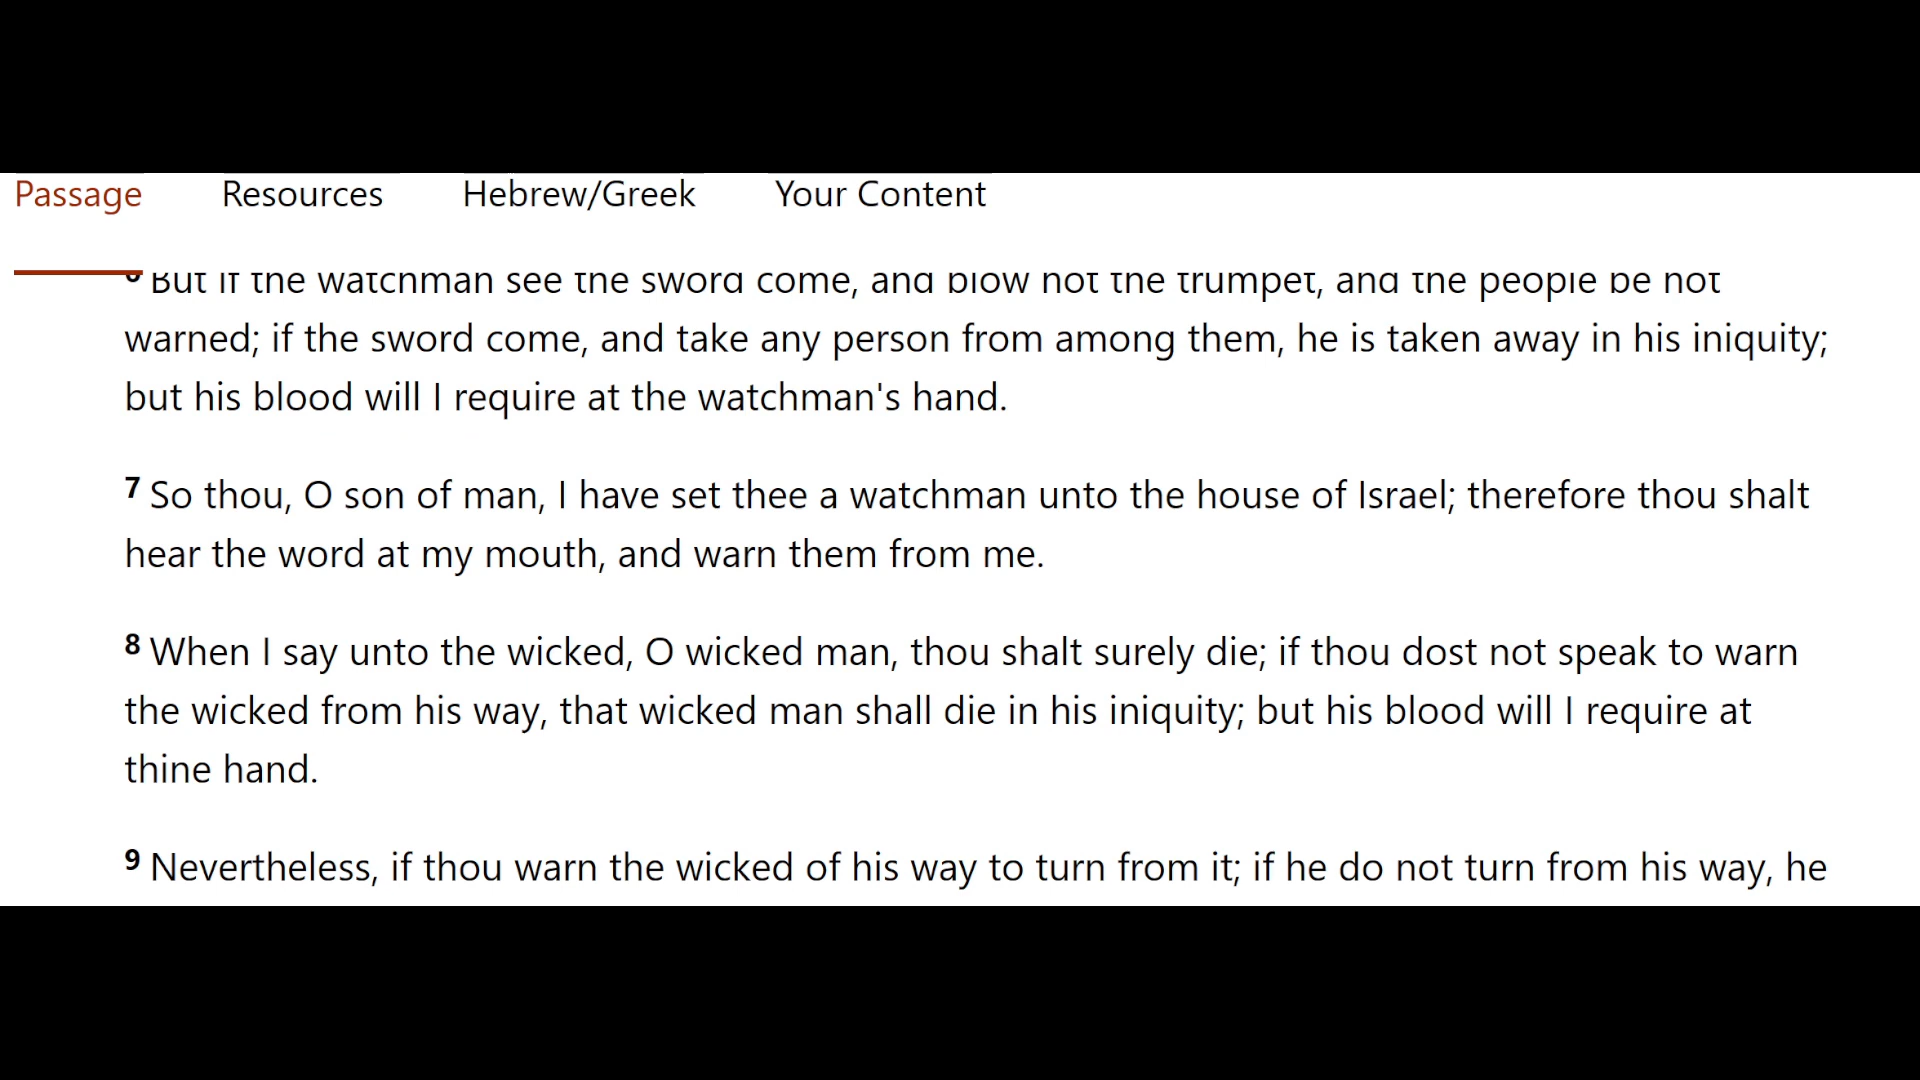 Passage Resources Hebrew/Greek Your Content
6 But if the watchman see the sword come, and blow not the trumpet, and the people be not
warned; if the sword come, and take any person from among them, he is taken away in his iniquity;
but his blood will I require at the watchman's hand.
7 So thou, O son of man, I have set thee a watchman unto the house of Israel; therefore thou shalt
hear the word at my mouth, and warn them from me.
8 When I say unto the wicked, O wicked man, thou shalt surely die; if thou dost not speak to warn
the wicked from his way, that wicked man shall die in his iniquity; but his blood will I require at
thine hand.
9 Nevertheless, if thou warn the wicked of his way to turn from it; if he do not turn from his way, he